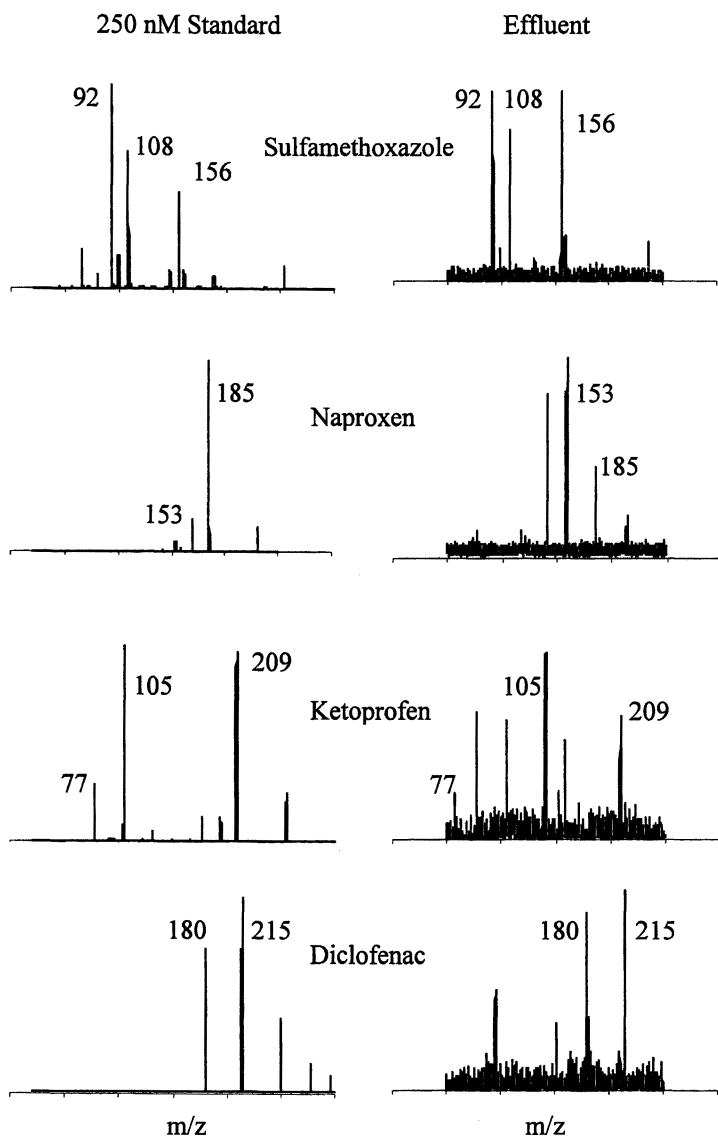 250 nM Standard
Effluent
92
108
156
Sulfamethoxazole
92
108
156
185
153
Naproxen
153
185
77
105
209
Ketoprofen
77
105
209
180
215
Diclofenac
180
215
m/z
m/z